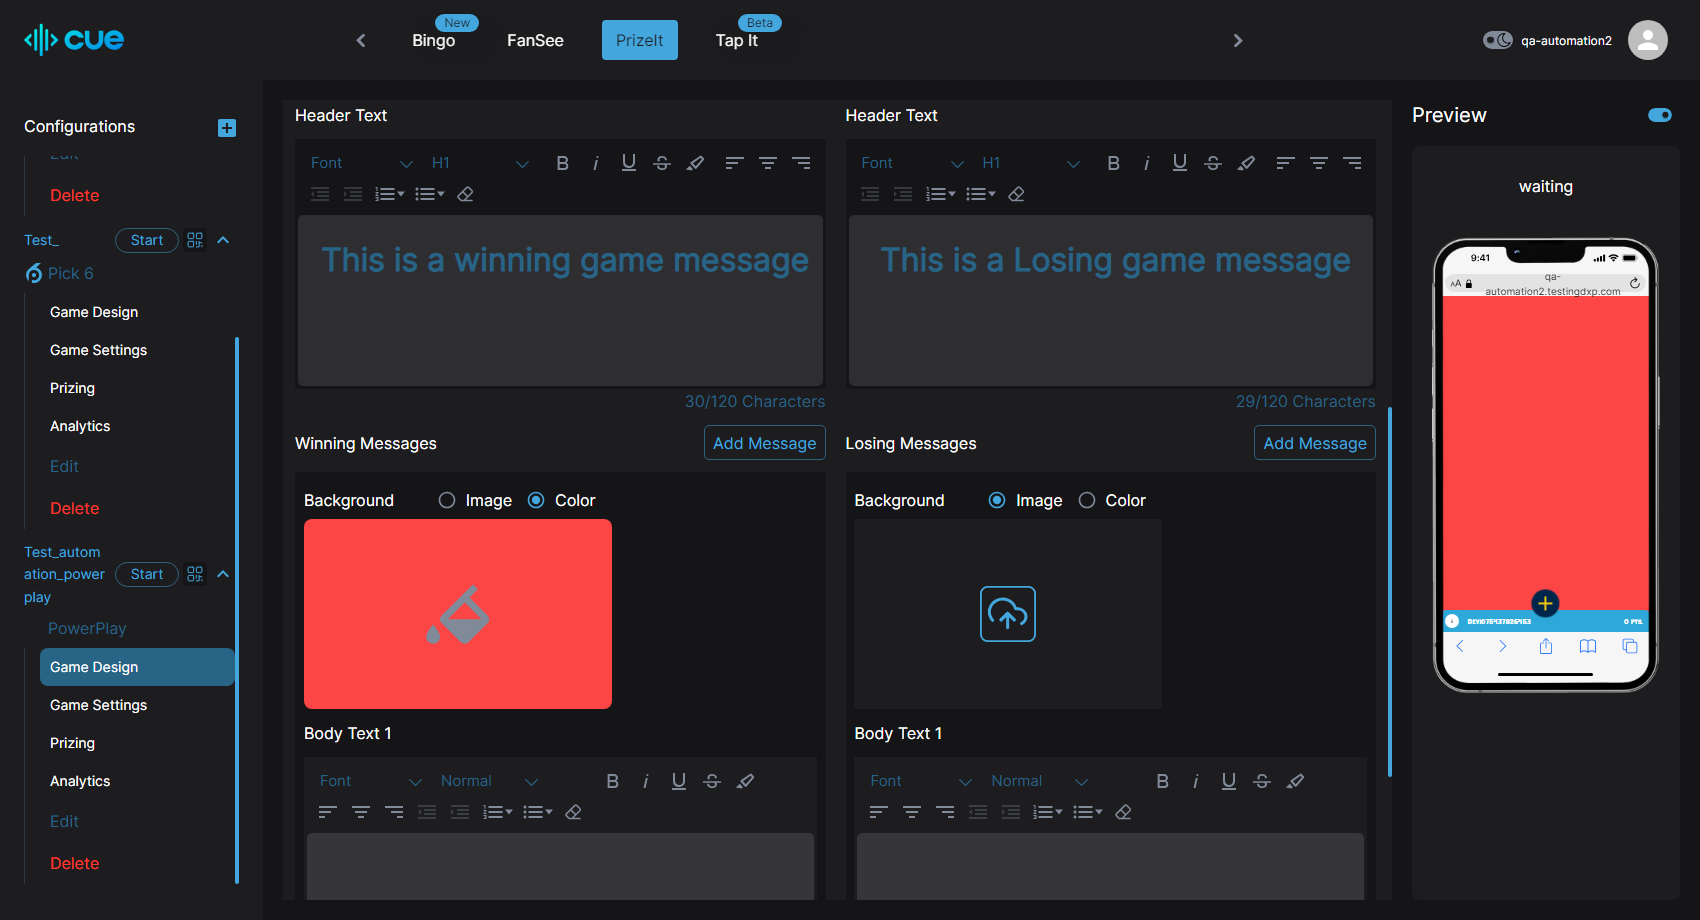 cue
New
Bingo
FanSee
PrizeIt
Beta
Tap It
qa-automation2
Configurations
Edit
Delete
Test_
Start
Pick 6
Game Design
Game Settings
Prizing
Analytics
Edit
Delete
Test_autom
ation_power
play
Start
PowerPlay
Game Design
Game Settings
Prizing
Analytics
Edit
Delete
Header Text
Font
H1
B i U S
This is a winning game message
30/120 Characters
Winning Messages
Add Message
Background
Image
Color
Body Text 1
Font
Normal
B i U S
Header Text
Font
H1
B i U S
This is a Losing game message
29/120 Characters
Losing Messages
Add Message
Background
Image
Color
Body Text 1
Font
Normal
B i U S
Preview
waiting
9:41
AA
qa-
automation2.testingdxp.com
0 PTS.